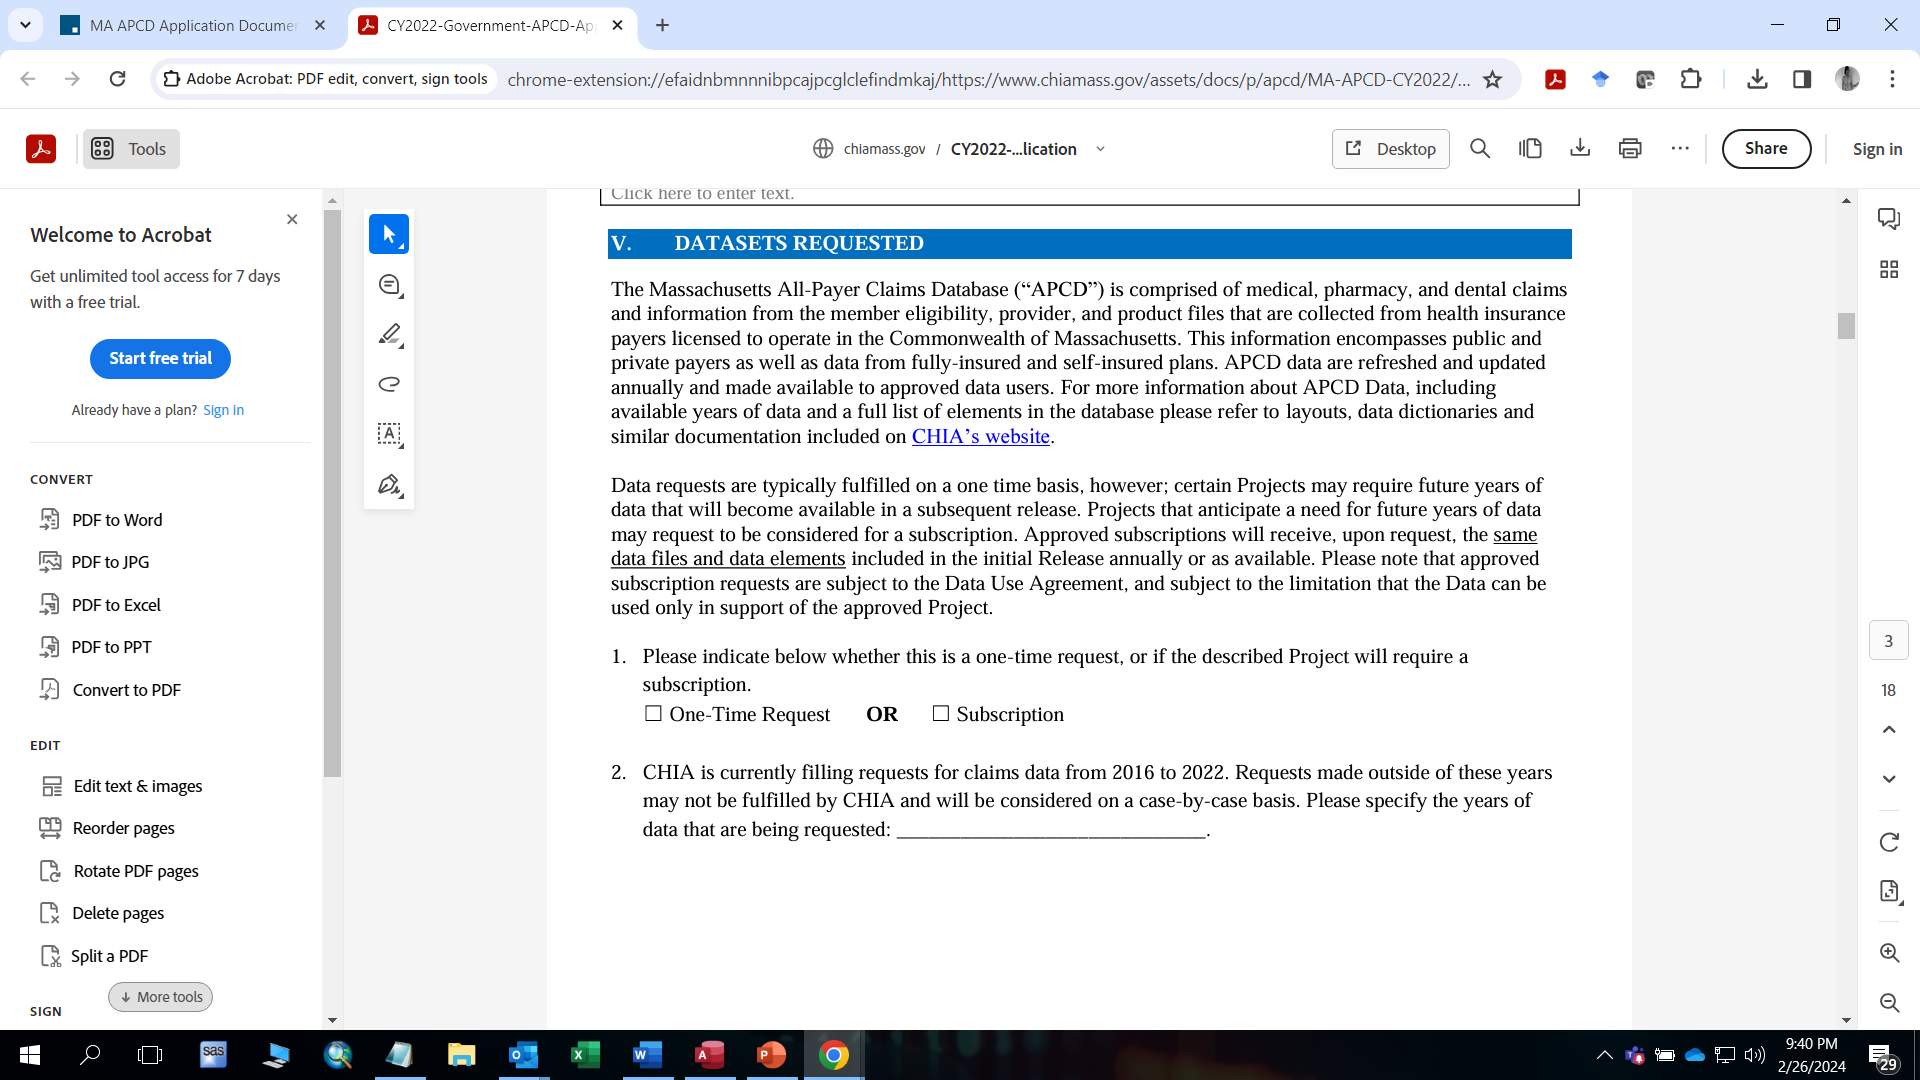 MA APCD Application Documen
CY2022-Government-APCD-Ap
Adobe Acrobat: PDF edit, convert, sign tools
chrome-extension://efaidnbmnnnibpcajpcglclefindmkaj/https://www.chiamass.gov/assets/docs/p/apcd/MA-APCD-CY2022/...
Tools
chiamass.gov / CY2022-...lication
Desktop
Share
Sign in
Welcome to Acrobat
Get unlimited tool access for 7 days
with a free trial.
Start free trial
Already have a plan? Sign in
CONVERT
PDF to Word
PDF to JPG
PDF to Excel
PDF to PPT
Convert to PDF
EDIT
Edit text & images
Reorder pages
Rotate PDF pages
Delete pages
Split a PDF
More tools
SIGN
Click here to enter text.
V. DATASETS REQUESTED
The Massachusetts All-Payer Claims Database (“APCD”) is comprised of medical, pharmacy, and dental claims
and information from the member eligibility, provider, and product files that are collected from health insurance
payers licensed to operate in the Commonwealth of Massachusetts. This information encompasses public and
private payers as well as data from fully-insured and self-insured plans. APCD data are refreshed and updated
annually and made available to approved data users. For more information about APCD Data, including
available years of data and a full list of elements in the database please refer to layouts, data dictionaries and
similar documentation included on CHIA’s website.
Data requests are typically fulfilled on a one time basis, however; certain Projects may require future years of
data that will become available in a subsequent release. Projects that anticipate a need for future years of data
may request to be considered for a subscription. Approved subscriptions will receive, upon request, the same
data files and data elements included in the initial Release annually or as available. Please note that approved
subscription requests are subject to the Data Use Agreement, and subject to the limitation that the Data can be
used only in support of the approved Project.
1. Please indicate below whether this is a one-time request, or if the described Project will require a
subscription.
☐ One-Time Request OR ☐ Subscription
2. CHIA is currently filling requests for claims data from 2016 to 2022. Requests made outside of these years
may not be fulfilled by CHIA and will be considered on a case-by-case basis. Please specify the years of
data that are being requested: ____________________________.
3
18
sas
9:40 PM
2/26/2024
29